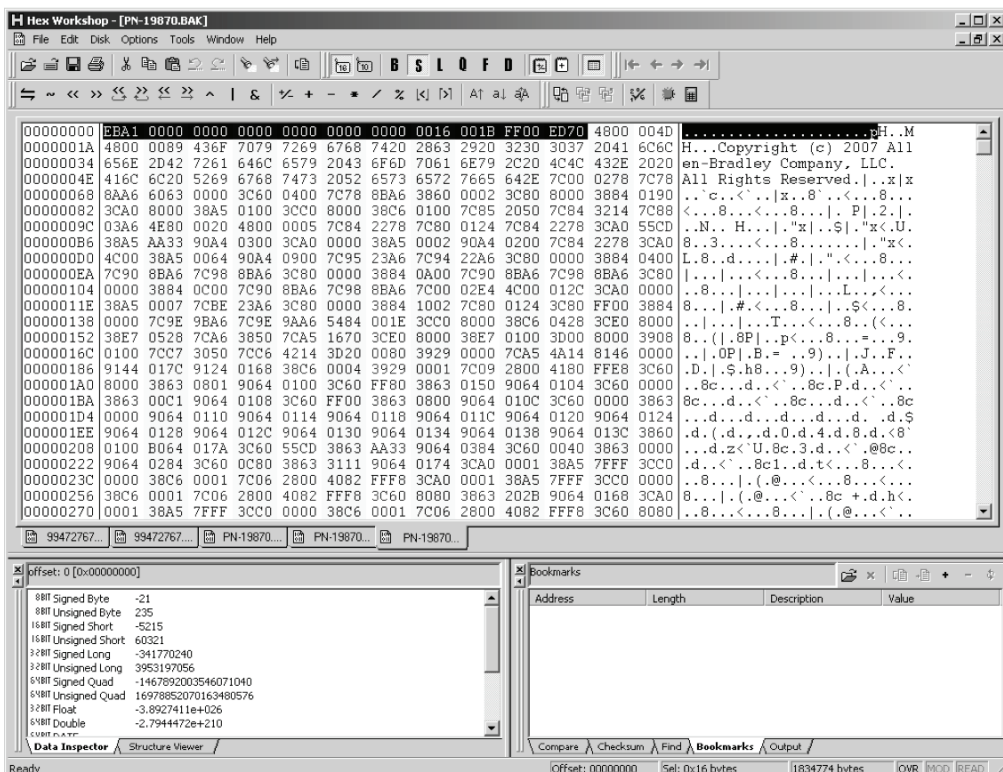 Hex Workshop - [PN-19870.BAK]
File Edit Disk Options Tools Window Help
B S L Q F D
00000000 EBA1 0000 0000 0000 0000 0000 0000 0016 001B FF00 ED70 4800 004D ......................pH..M
0000001A 4800 0089 436F 7079 7269 6768 7420 2863 2920 3230 3037 2041 6C6C H...Copyright (c) 2007 All
00000034 656E 2D42 7261 646C 6579 2043 6F6D 7061 6E79 2C20 4C4C 432E 2020 en-Bradley Company, LLC.
0000004E 416C 6C20 5269 6768 7473 2052 6573 6572 7665 642E 7C00 0278 7C78 All Rights Reserved.|..x|x
00000068 8AA6 6063 0000 3C60 0400 7C78 8BA6 3860 0002 3C80 8000 3884 0190
00000082 3CA0 8000 38A5 0100 3CC0 8000 38C6 0100 7C85 2050 7C84 3214 7C88
0000009C 03A6 4E80 0020 4800 0005 7C84 2278 7C80 0124 7C84 2278 3CA0 55CD
000000B6 38A5 AA33 90A4 0300 3CA0 0000 38A5 0002 90A4 0200 7C84 2278 3CA0
000000D0 4C00 38A5 0064 90A4 0900 7C95 23A6 7C94 22A6 3C80 0000 3884 0400
000000EA 7C90 8BA6 7C98 8BA6 3C80 0000 3884 0A00 7C90 8BA6 7C98 8BA6 3C80
00000104 0000 3884 0C00 7C90 8BA6 7C98 8BA6 7C00 02E4 4C00 012C 3CA0 0000
0000011E 38A5 0007 7CBE 23A6 3C80 0000 3884 1002 7C80 0124 3C80 FF00 3884
00000138 0000 7C9E 9BA6 7C9E 9AA6 5484 001E 3CC0 8000 38C6 0428 3CE0 8000
00000152 38E7 0528 7CA6 3850 7CA5 1670 3CE0 8000 38E7 0100 3D00 8000 3908
0000016C 0100 7CC7 3050 7CC6 4214 3D20 0080 3929 0000 7CA5 4A14 8146 0000
00000186 9144 017C 9124 0168 38C6 0004 3929 0001 7C09 2800 4180 FFE8 3C60
000001A0 8000 3863 0801 9064 0100 3C60 FF80 3863 0150 9064 0104 3C60 0000
000001BA 3863 00C1 9064 0108 3C60 FF00 3863 0800 9064 010C 3C60 0000 3863
000001D4 0000 9064 0110 9064 0114 9064 0118 9064 011C 9064 0120 9064 0124
000001EE 9064 0128 9064 012C 9064 0130 9064 0134 9064 0138 9064 013C 3860
00000208 0100 B064 017A 3C60 55CD 3863 AA33 9064 0384 3C60 0040 3863 0000
00000222 9064 0284 3C60 0C80 3863 3111 9064 0174 3CA0 0001 38A5 7FFF 3CC0
0000023C 0000 38C6 0001 7C06 2800 4082 FFF8 3CA0 0001 38A5 7FFF 3CC0 0000
00000256 38C6 0001 7C06 2800 4082 FFF8 3C60 8080 3863 202B 9064 0168 3CA0
00000270 0001 38A5 7FFF 3CC0 0000 38C6 0001 7C06 2800 4082 FFF8 3C60 8080
99472767... 99472767.... PN-19870.... PN-19870... PN-19870...
offset: 0 [0x00000000]
8BIT Signed Byte -21
8BIT Unsigned Byte 235
16BIT Signed Short -5215
16BIT Unsigned Short 60321
32BIT Signed Long -341770240
32BIT Unsigned Long 3953197056
64BIT Signed Quad -1467892003546071040
64BIT Unsigned Quad 16978852070163480576
32BIT Float -3.8927411e+026
64BIT Double -2.7944472e+210
64BIT DATE
Data Inspector Structure Viewer
Bookmarks
Address Length Description Value
Compare Checksum Find Bookmarks Output
Ready
Offset: 00000000 Sel: 0x16 bytes 1834774 bytes OVR MOD READ